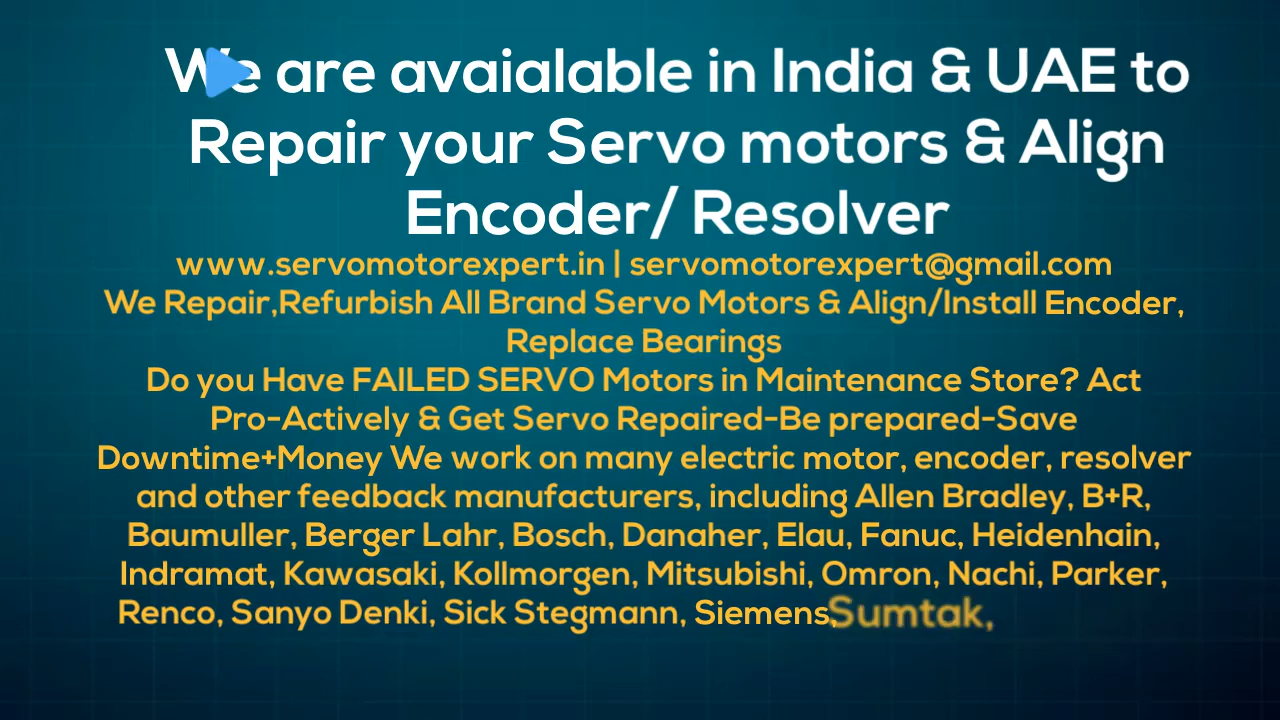 We are avaialable in India & UAE to
Repair your Servo motors & Align
Encoder/ Resolver
www.servomotorexpert.in | servomotorexpert@gmail.com
We Repair,Refurbish All Brand Servo Motors & Align/Install Encoder,
Replace Bearings
Do you Have FAILED SERVO Motors in Maintenance Store? Act
Pro-Actively & Get Servo Repaired-Be prepared-Save
Downtime+Money We work on many electric motor, encoder, resolver
and other feedback manufacturers, including Allen Bradley, B+R,
Baumuller, Berger Lahr, Bosch, Danaher, Elau, Fanuc, Heidenhain,
Indramat, Kawasaki, Kollmorgen, Mitsubishi, Omron, Nachi, Parker,
Renco, Sanyo Denki, Sick Stegmann, Siemens,Sumtak,